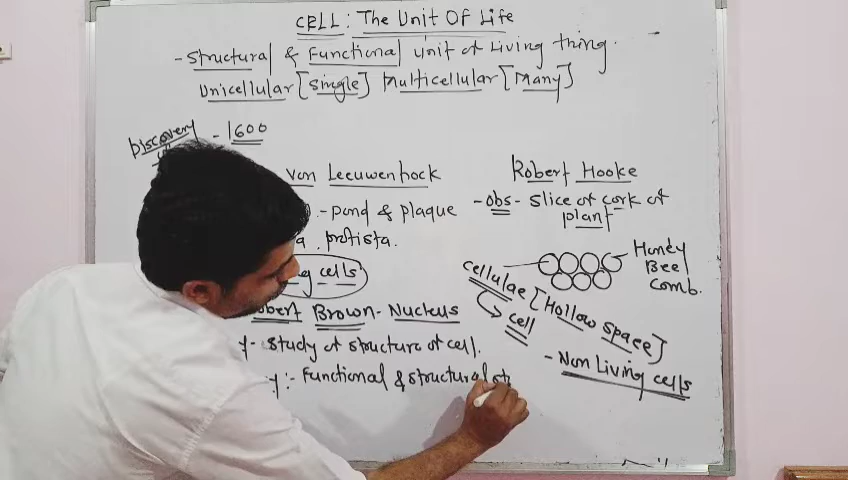 CELL: The Unit Of Life
- Structural & Functional unit of Living thing.
Unicellular [Single] Multicellular [Many]
Discovery - 1600
Von Leeuwenhock
.- Pond & plaque
a . protista.
cells
Robert Brown - Nucleus
y - study of structure of cell.
y :- Functional & structural st
Robert Hooke
- obs - slice of cork of
plant
Honey
Bee
Comb.
cellulae [Hollow space]
cell
- Non Living cells